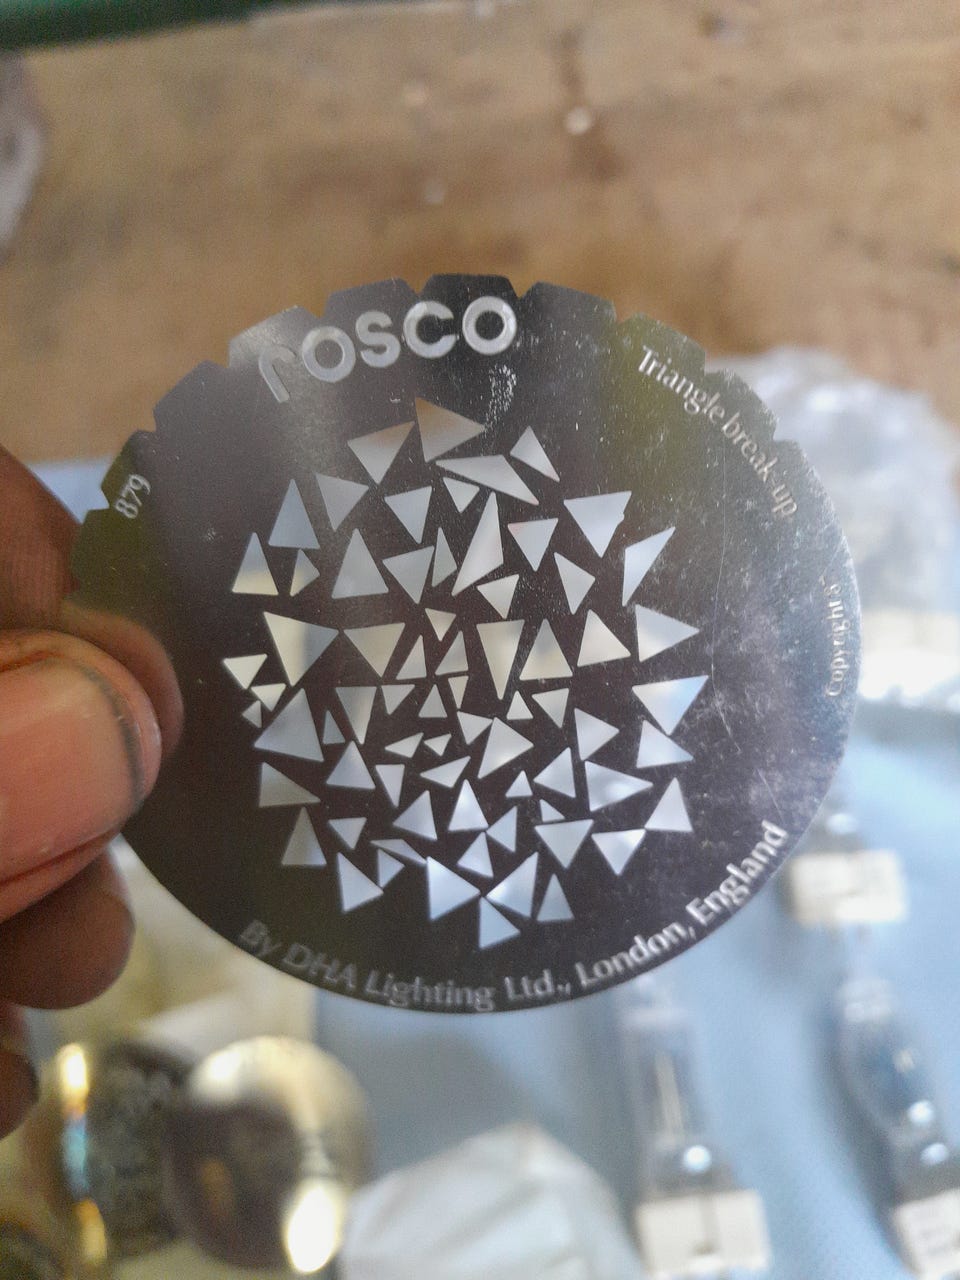 rosco
Triangle break-up
879
Copyright
By DHA Lighting Ltd., London, England